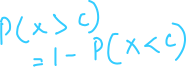 P(x > c)
= 1 - P(x < c)